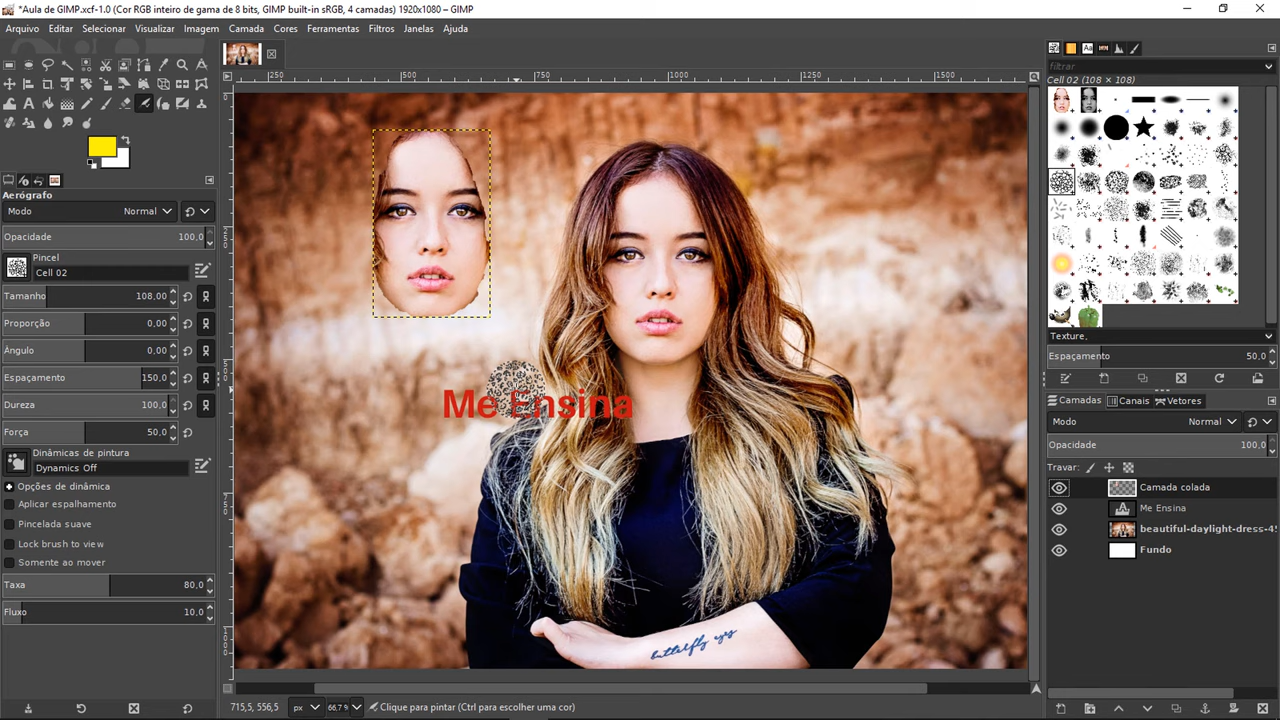 *Aula de GIMP.xcf-1.0 (Cor RGB inteiro de gama de 8 bits, GIMP built-in sRGB, 4 camadas) 1920x1080 – GIMP
Arquivo Editar Selecionar Visualizar Imagem Camada Cores Ferramentas Filtros Janelas Ajuda
250 500 750 1000 1250 1500
filtrar
Cell 02 (108 × 108)
Aerógrafo
Modo Normal
Opacidade 100,0
Pincel
Cell 02
Tamanho 108,00
Proporção 0,00
Ângulo 0,00
Espaçamento 150,0
Dureza 100,0
Força 50,0
Dinâmicas de pintura
Dynamics Off
Opções de dinâmica
Aplicar espalhamento
Pincelada suave
Lock brush to view
Somente ao mover
Taxa 80,0
Fluxo 10,0
Me Ensina
butterfly eyes
Texture,
Espaçamento 50,0
Camadas Canais Vetores
Modo Normal
Opacidade 100,0
Travar:
Camada colada
Me Ensina
beautiful-daylight-dress-4
Fundo
715,5, 556,5 px 66,7 % Clique para pintar (Ctrl para escolher uma cor)